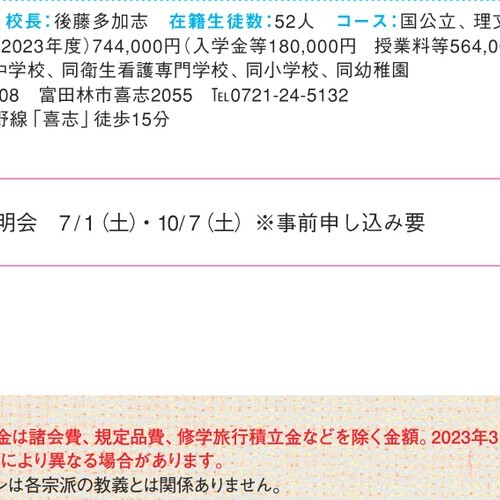 校長:後藤多加志 在籍生徒数:52人 コース:国公立、理文
2023年度)744,000円(入学金等180,000円 授業料等564,0
中学校、同衛生看護専門学校、同小学校、同幼稚園
08 富田林市喜志2055 ℡0721-24-5132
野線「喜志」徒歩15分
明会 7/1(土)・10/7(土) ※事前申し込み要
金は諸会費、規定品費、修学旅行積立金などを除く金額。2023年3
により異なる場合があります。
ンは各宗派の教義とは関係ありません。